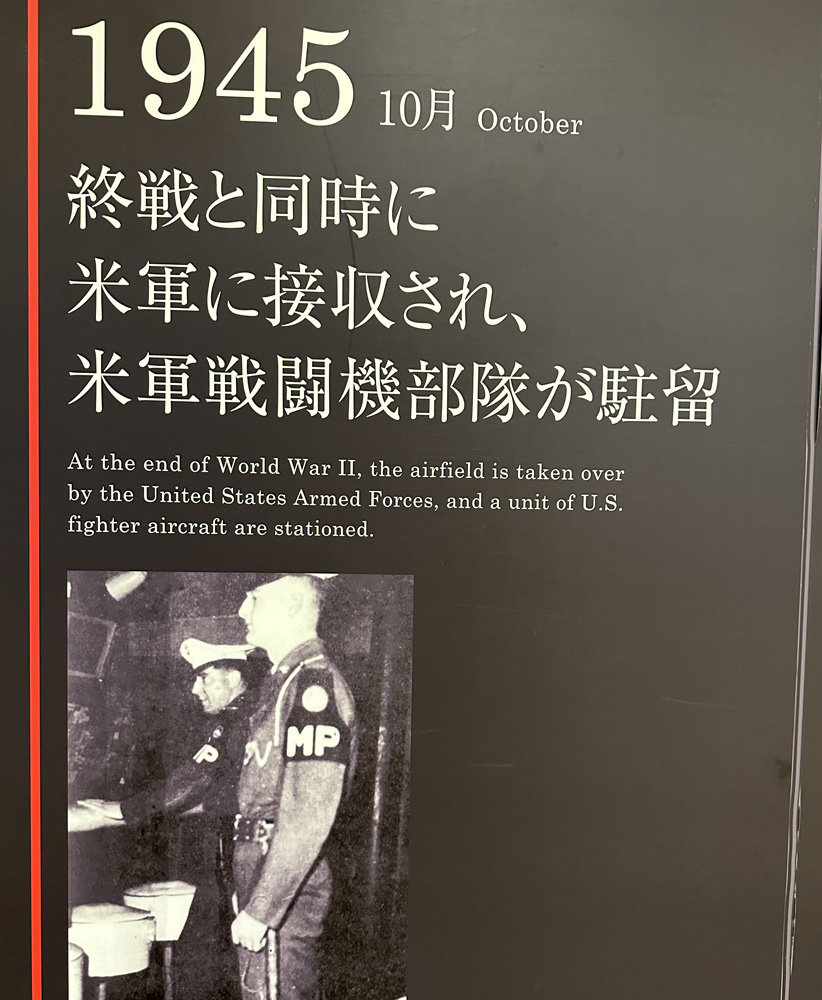 1945 10月 October
終戦と同時に
米軍に接収され、
米軍戦闘機部隊が駐留
At the end of World War II, the airfield is taken over
by the United States Armed Forces, and a unit of U.S.
fighter aircraft are stationed.
MP
P